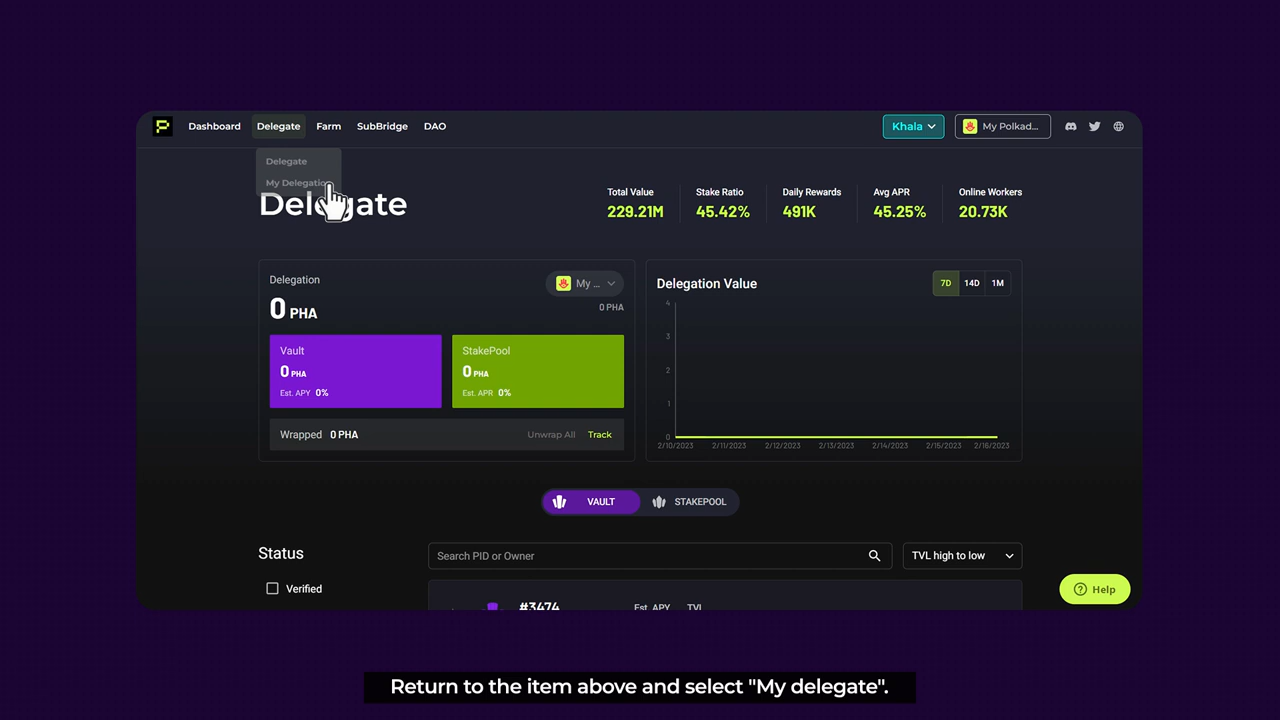 Dashboard Delegate Farm SubBridge DAO Khala My Polkad...
Delegate
My Delegation
Delegate
Total Value Stake Ratio Daily Rewards Avg APR Online Workers
229.21M 45.42% 491K 45.25% 20.73K
Delegation My ...
0 PHA 0 PHA
Vault StakePool
0 PHA 0 PHA
Est. APY 0% Est. APR 0%
Wrapped 0 PHA Unwrap All Track
Delegation Value 7D 14D 1M
4
3
2
1
0
2/10/2023 2/11/2023 2/12/2023 2/13/2023 2/14/2023 2/15/2023 2/16/2023
VAULT STAKEPOOL
Status Search PID or Owner TVL high to low
Verified
#3474 Est. APY TVL
Help
Return to the item above and select "My delegate".